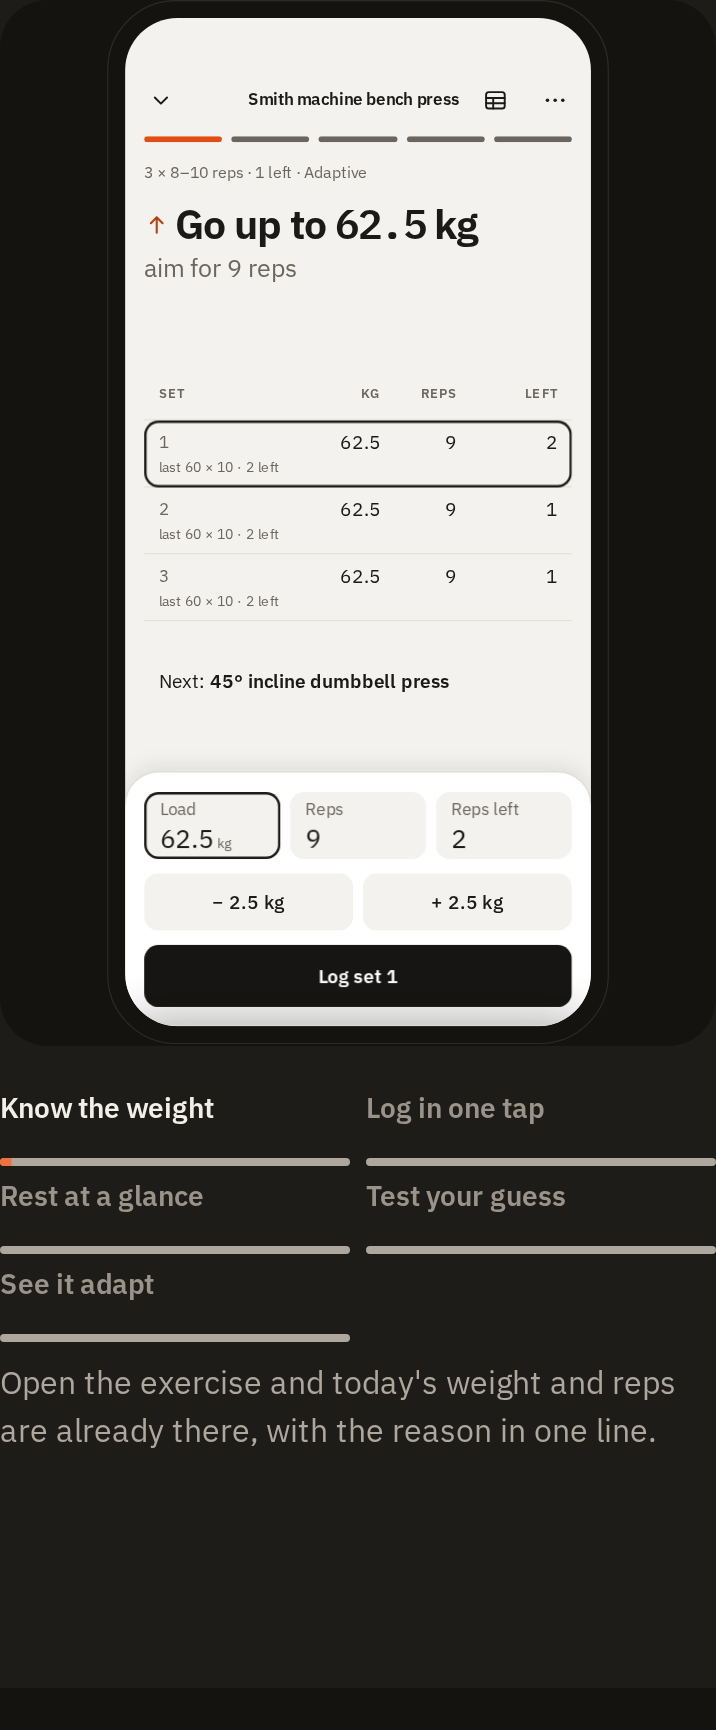 Smith machine bench press
3 × 8–10 reps · 1 left · Adaptive
↑ Go up to 62.5 kg
aim for 9 reps
SET KG REPS LEFT
1 62.5 9 2
last 60 × 10 · 2 left
2 62.5 9 1
last 60 × 10 · 2 left
3 62.5 9 1
last 60 × 10 · 2 left
Next: 45° incline dumbbell press
Load Reps Reps left
62.5 kg 9 2
− 2.5 kg + 2.5 kg
Log set 1
Know the weight Log in one tap
Rest at a glance Test your guess
See it adapt
Open the exercise and today's weight and reps
are already there, with the reason in one line.